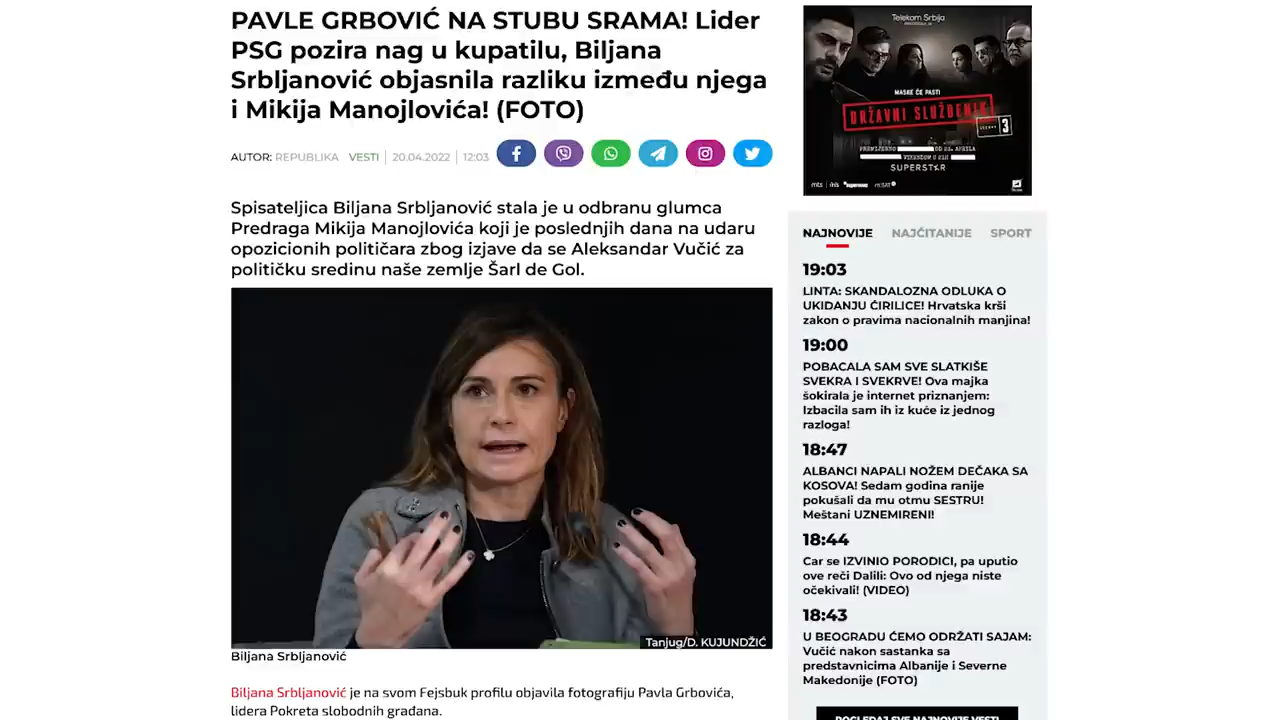 PAVLE GRBOVIĆ NA STUBU SRAMA! Lider
PSG pozira nag u kupatilu, Biljana
Srbljanović objasnila razliku između njega
i Mikija Manojlovića! (FOTO)
AUTOR: REPUBLIKA VESTI 20.04.2022 12:03
Spisateljica Biljana Srbljanović stala je u odbranu glumca
Predraga Mikija Manojlovića koji je poslednjih dana na udaru
opozicionih političara zbog izjave da se Aleksandar Vučić za
političku sredinu naše zemlje Šarl de Gol.
Tanjug/D. KUJUNDŽIĆ
Biljana Srbljanović
Biljana Srbljanović je na svom Fejsbuk profilu objavila fotografiju Pavla Grbovića,
lidera Pokreta slobodnih građana.
Telekom Srbija
MASKE ĆE PASTI
DRŽAVNI SLUŽBENIK
3
SUPERSTAR
NAJNOVIJE NAJČITANIJE SPORT
19:03
LINTA: SKANDALOZNA ODLUKA O
UKIDANJU ĆIRILICE! Hrvatska krši
zakon o pravima nacionalnih manjina!
19:00
POBACALA SAM SVE SLATKIŠE
SVEKRA I SVEKRVE! Ova majka
šokirala je internet priznanjem:
Izbacila sam ih iz kuće iz jednog
razloga!
18:47
ALBANCI NAPALI NOŽEM DEČAKA SA
KOSOVA! Sedam godina ranije
pokušali da mu otmu SESTRU!
Meštani UZNEMIRENI!
18:44
Car se IZVINIO PORODICI, pa uputio
ove reči Dalili: Ovo od njega niste
očekivali! (VIDEO)
18:43
U BEOGRADU ĆEMO ODRŽATI SAJAM:
Vučić nakon sastanka sa
predstavnicima Albanije i Severne
Makedonije (FOTO)
POGLEDAJ SVE NAJNOVIJE VESTI